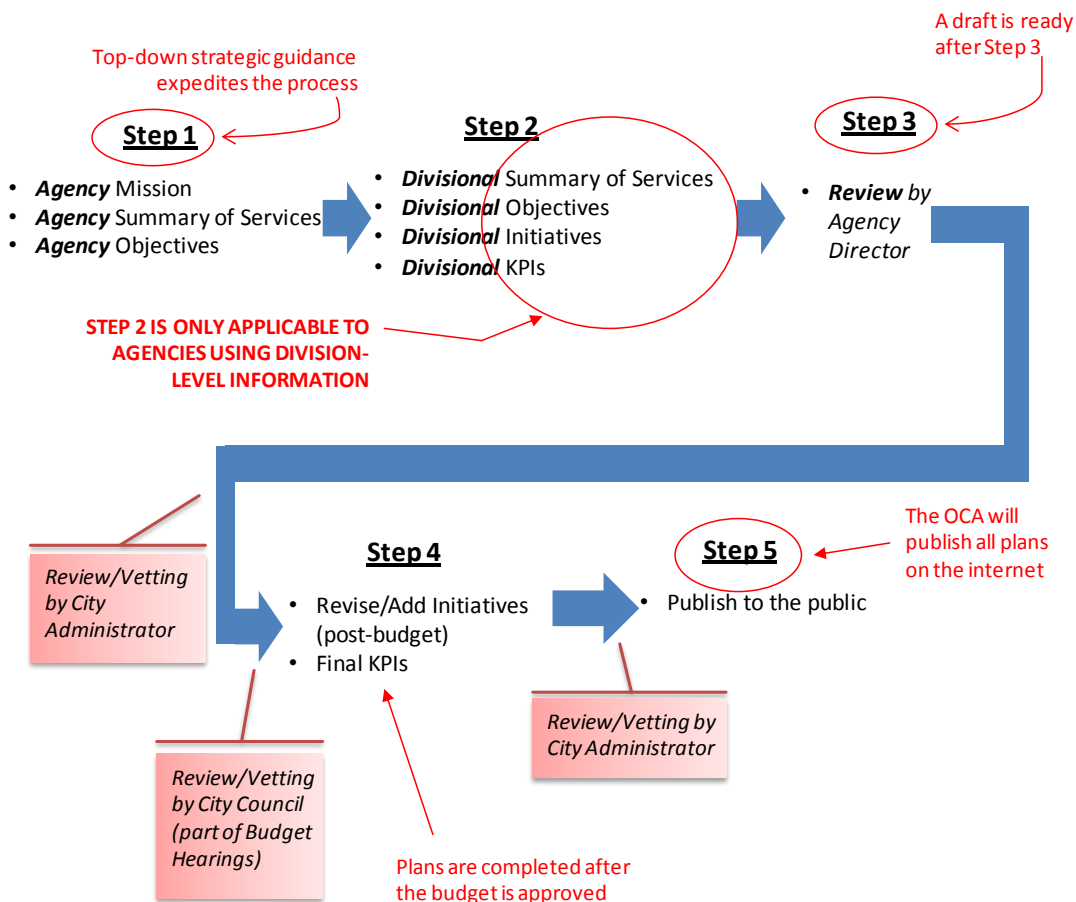 Top-down strategic guidance
expedites the process
A draft is ready
after Step 3
Step 1
• Agency Mission
• Agency Summary of Services
• Agency Objectives
Step 2
• Divisional Summary of Services
• Divisional Objectives
• Divisional Initiatives
• Divisional KPIs
Step 3
• Review by
Agency
Director
STEP 2 IS ONLY APPLICABLE TO
AGENCIES USING DIVISION-
LEVEL INFORMATION
Review/Vetting
by City
Administrator
Step 4
• Revise/Add Initiatives
(post-budget)
• Final KPIs
Step 5
• Publish to the public
The OCA will
publish all plans
on the internet
Review/Vetting by
City Administrator
Review/Vetting
by City Council
(part of Budget
Hearings)
Plans are completed after
the budget is approved